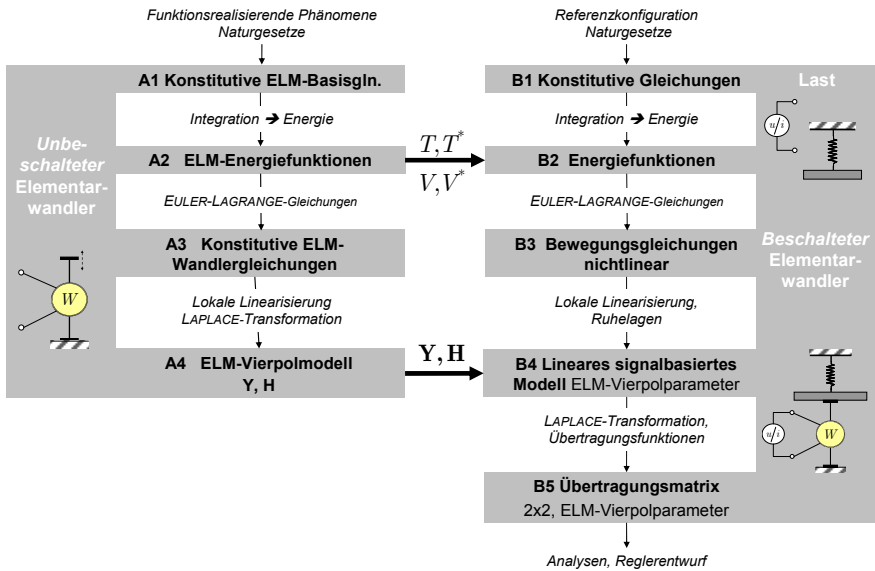 Funktionsrealisierende Phänomene
Naturgesetze
A1 Konstitutive ELM-Basisgln.
Integration ➔ Energie
Unbe-
schalteter
Elementar-
wandler
A2 ELM-Energiefunktionen
EULER-LAGRANGE-Gleichungen
A3 Konstitutive ELM-
Wandlergleichungen
W
Lokale Linearisierung
LAPLACE-Transformation
A4 ELM-Vierpolmodell
Y, H
T, T*
V, V*
Y, H
Referenzkonfiguration
Naturgesetze
B1 Konstitutive Gleichungen
Last
u/i
Integration ➔ Energie
B2 Energiefunktionen
EULER-LAGRANGE-Gleichungen
B3 Bewegungsgleichungen
nichtlinear
Beschalteter
Elementar-
wandler
Lokale Linearisierung,
Ruhelagen
B4 Lineares signalbasiertes
Modell ELM-Vierpolparameter
u/i
W
LAPLACE-Transformation,
Übertragungsfunktionen
B5 Übertragungsmatrix
2x2, ELM-Vierpolparameter
Analysen, Reglerentwurf